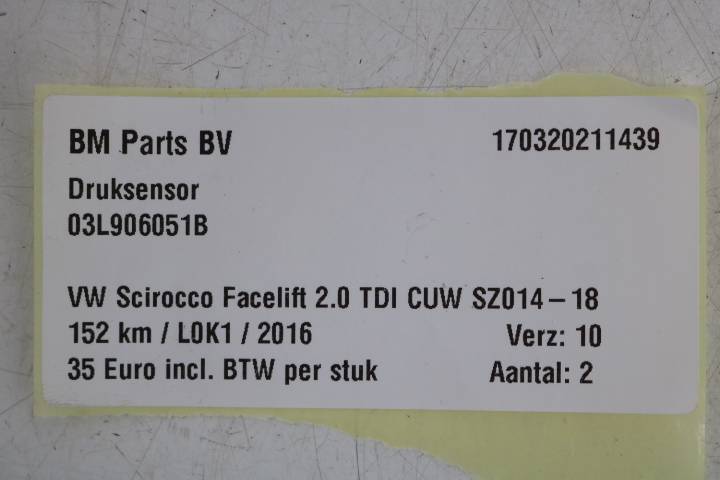 BM Parts BV 170320211439
Druksensor
03L906051B
VW Scirocco Facelift 2.0 TDI CUW SZ014-18
152 km / L0K1 / 2016 Verz: 10
35 Euro incl. BTW per stuk Aantal: 2